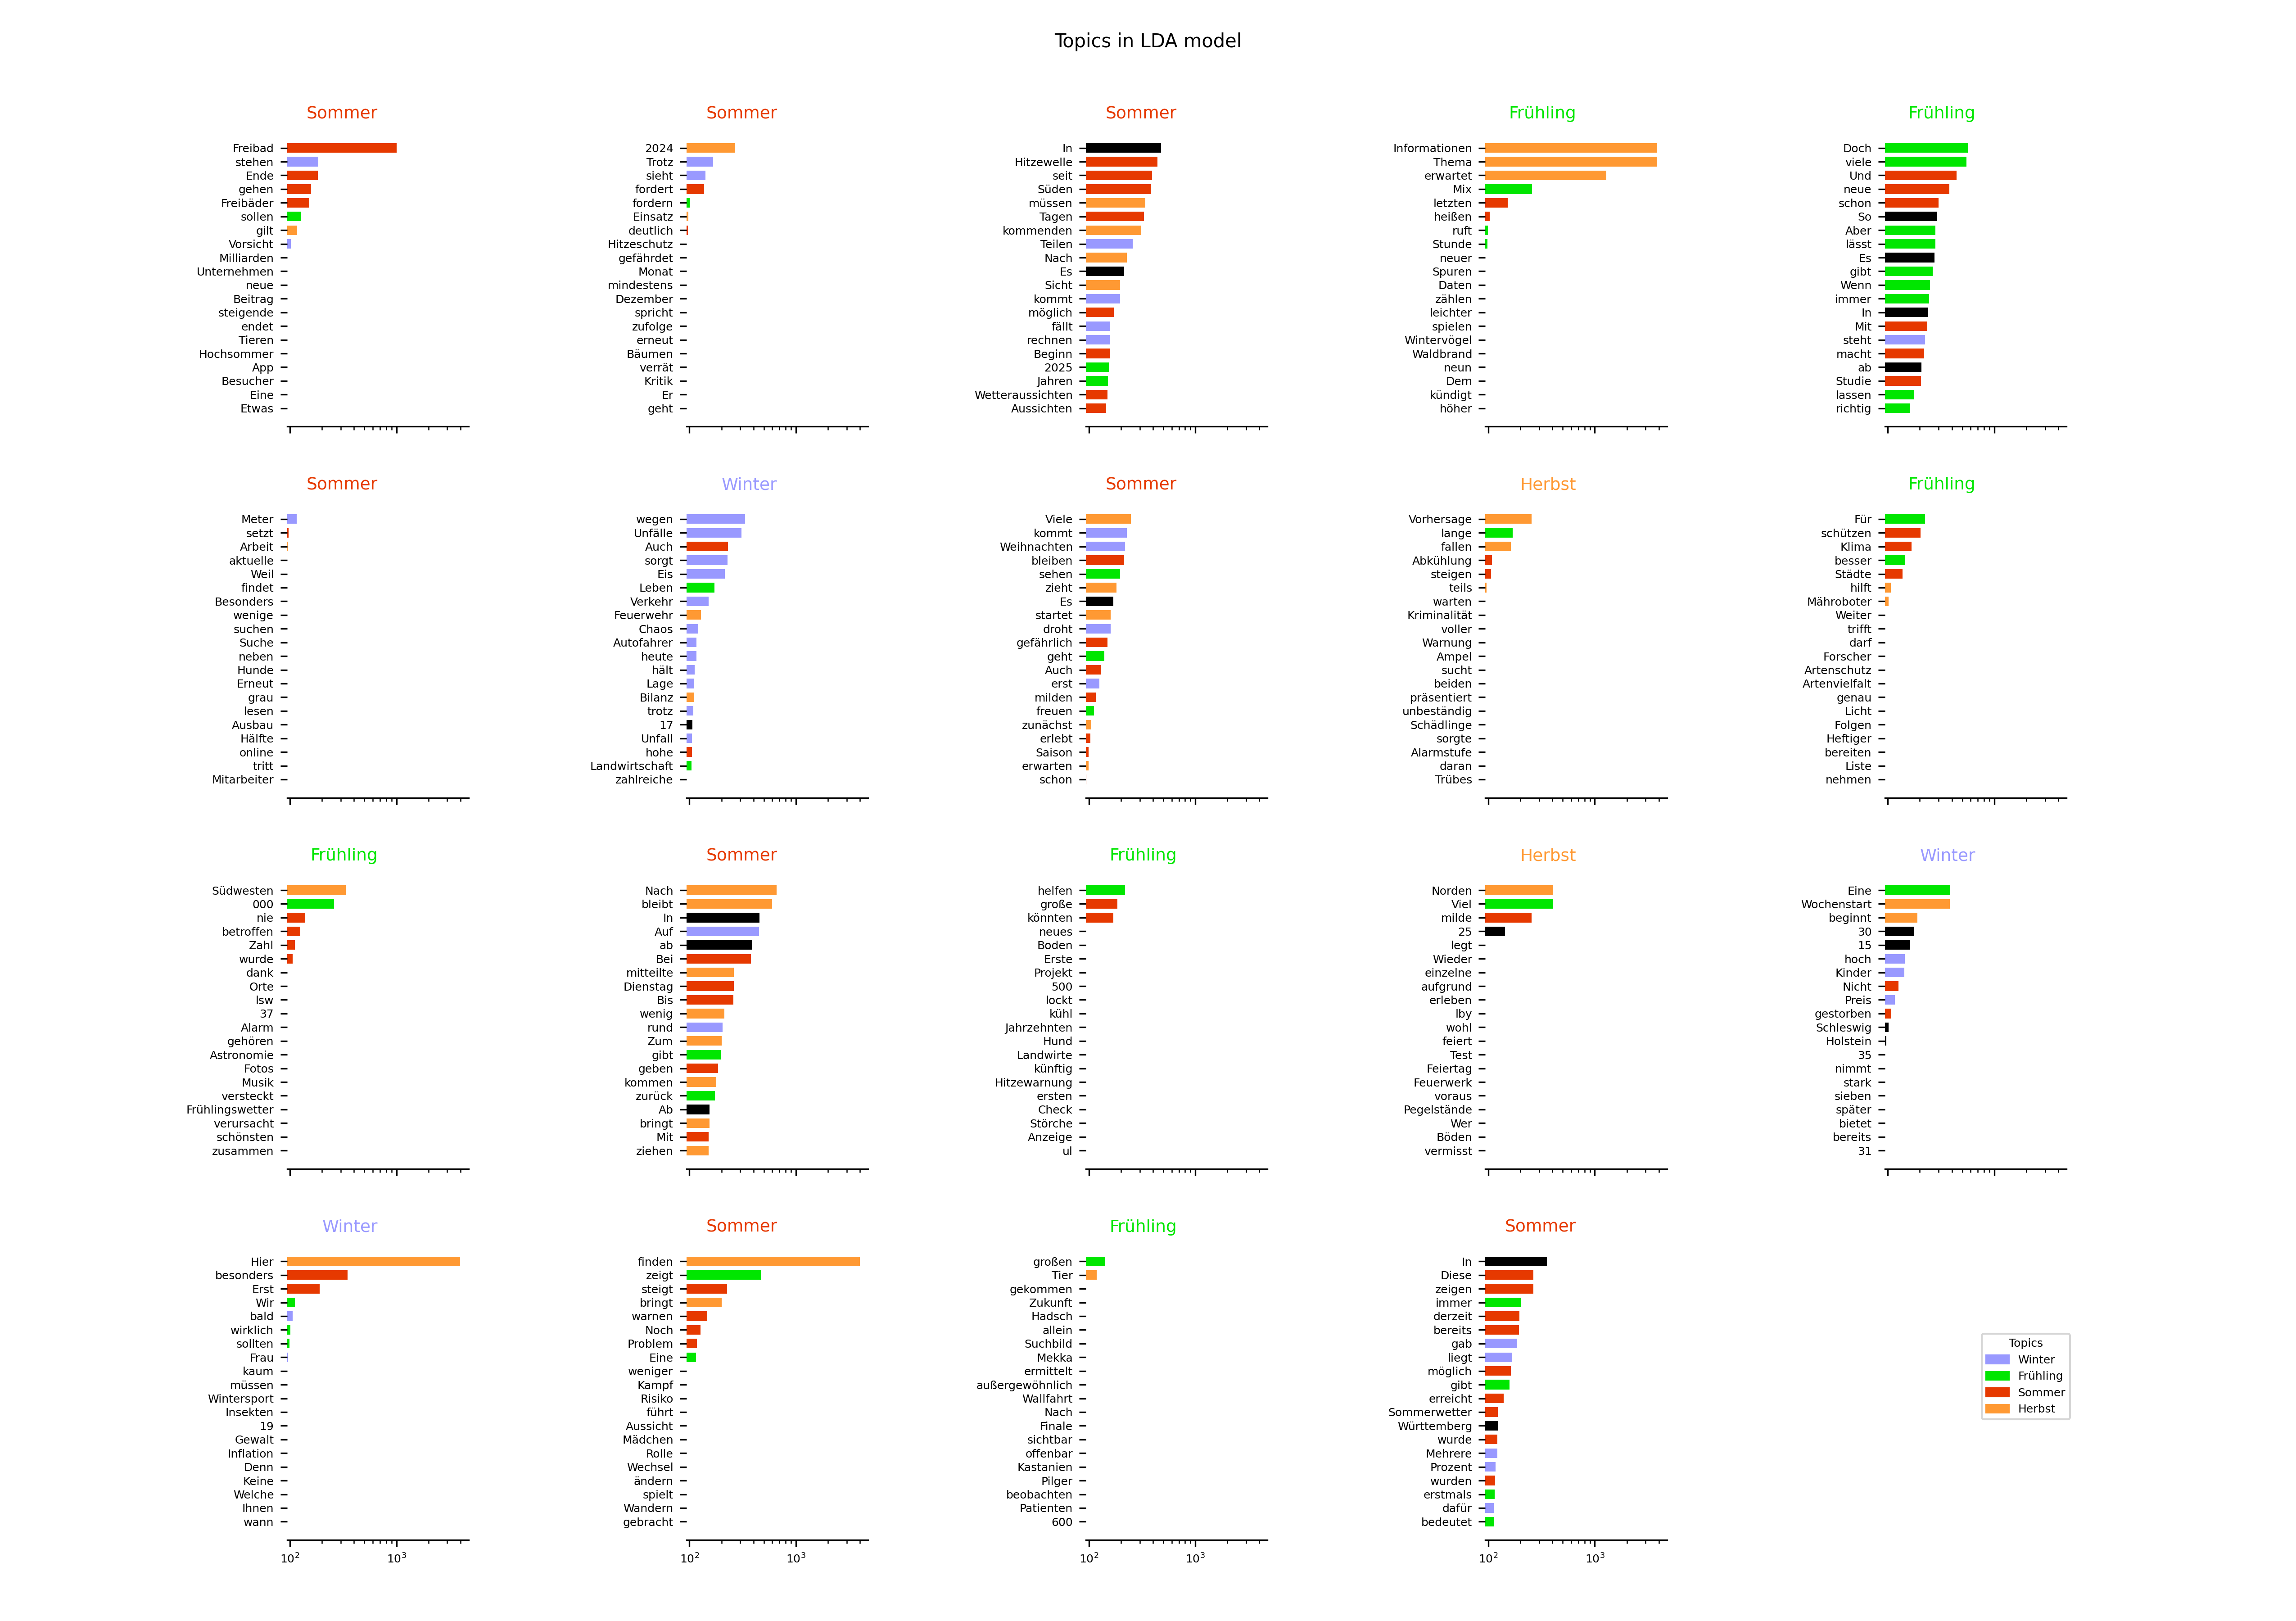 Topics in LDA model
Sommer
Freibad
stehen
Ende
gehen
Freibäder
sollen
gilt
Vorsicht
Milliarden
Unternehmen
neue
Beitrag
steigende
endet
Tieren
Hochsommer
App
Besucher
Eine
Etwas
Sommer
2024
Trotz
sieht
fordert
fordern
Einsatz
deutlich
Hitzeschutz
gefährdet
Monat
mindestens
Dezember
spricht
zufolge
erneut
Bäumen
verrät
Kritik
Er
geht
Sommer
In
Hitzewelle
seit
Süden
müssen
Tagen
kommenden
Teilen
Nach
Es
Sicht
kommt
möglich
fällt
rechnen
Beginn
2025
Jahren
Wetteraussichten
Aussichten
Frühling
Informationen
Thema
erwartet
Mix
letzten
heißen
ruft
Stunde
neuer
Spuren
Daten
zählen
leichter
spielen
Wintervögel
Waldbrand
neun
Dem
kündigt
höher
Frühling
Doch
viele
Und
neue
schon
So
Aber
lässt
Es
gibt
Wenn
immer
In
Mit
steht
macht
ab
Studie
lassen
richtig
Sommer
Meter
setzt
Arbeit
aktuelle
Weil
findet
Besonders
wenige
suchen
Suche
neben
Hunde
Erneut
grau
lesen
Ausbau
Hälfte
online
tritt
Mitarbeiter
Winter
wegen
Unfälle
Auch
sorgt
Eis
Leben
Verkehr
Feuerwehr
Chaos
Autofahrer
heute
hält
Lage
Bilanz
trotz
17
Unfall
hohe
Landwirtschaft
zahlreiche
Sommer
Viele
kommt
Weihnachten
bleiben
sehen
zieht
Es
startet
droht
gefährlich
geht
Auch
erst
milden
freuen
zunächst
erlebt
Saison
erwarten
schon
Herbst
Vorhersage
lange
fallen
Abkühlung
steigen
teils
warten
Kriminalität
voller
Warnung
Ampel
sucht
beiden
präsentiert
unbeständig
Schädlinge
sorgte
Alarmstufe
daran
Trübes
Frühling
Für
schützen
Klima
besser
Städte
hilft
Mähroboter
Weiter
trifft
darf
Forscher
Artenschutz
Artenvielfalt
genau
Licht
Folgen
Heftiger
bereiten
Liste
nehmen
Frühling
Südwesten
000
nie
betroffen
Zahl
wurde
dank
Orte
lsw
37
Alarm
gehören
Astronomie
Fotos
Musik
versteckt
Frühlingswetter
verursacht
schönsten
zusammen
Sommer
Nach
bleibt
In
Auf
ab
Bei
mitteilte
Dienstag
Bis
wenig
rund
Zum
gibt
geben
kommen
zurück
Ab
bringt
Mit
ziehen
Frühling
helfen
große
könnten
neues
Boden
Erste
Projekt
500
lockt
kühl
Jahrzehnten
Hund
Landwirte
künftig
Hitzewarnung
ersten
Check
Störche
Anzeige
ul
Herbst
Norden
Viel
milde
25
legt
Wieder
einzelne
aufgrund
erleben
lby
wohl
feiert
Test
Feiertag
Feuerwerk
voraus
Pegelstände
Wer
Böden
vermisst
Winter
Eine
Wochenstart
beginnt
30
15
hoch
Kinder
Nicht
Preis
gestorben
Schleswig
Holstein
35
nimmt
stark
sieben
später
bietet
bereits
31
Winter
Hier
besonders
Erst
Wir
bald
wirklich
sollten
Frau
kaum
müssen
Wintersport
Insekten
19
Gewalt
Inflation
Denn
Keine
Welche
Ihnen
wann
10² 10³
Sommer
finden
zeigt
steigt
bringt
warnen
Noch
Problem
Eine
weniger
Kampf
Risiko
führt
Aussicht
Mädchen
Rolle
Wechsel
ändern
spielt
Wandern
gebracht
10² 10³
Frühling
großen
Tier
gekommen
Zukunft
Hadsch
allein
Suchbild
Mekka
ermittelt
außergewöhnlich
Wallfahrt
Nach
Finale
sichtbar
offenbar
Kastanien
Pilger
beobachten
Patienten
600
10² 10³
Sommer
In
Diese
zeigen
immer
derzeit
bereits
gab
liegt
möglich
gibt
erreicht
Sommerwetter
Württemberg
wurde
Mehrere
Prozent
wurden
erstmals
dafür
bedeutet
10² 10³
Topics
Winter
Frühling
Sommer
Herbst